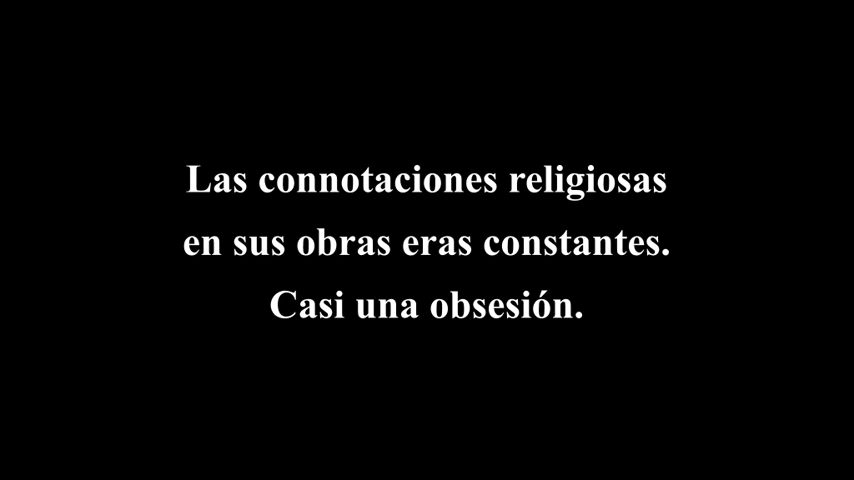 Las connotaciones religiosas
en sus obras eras constantes.
Casi una obsesión.